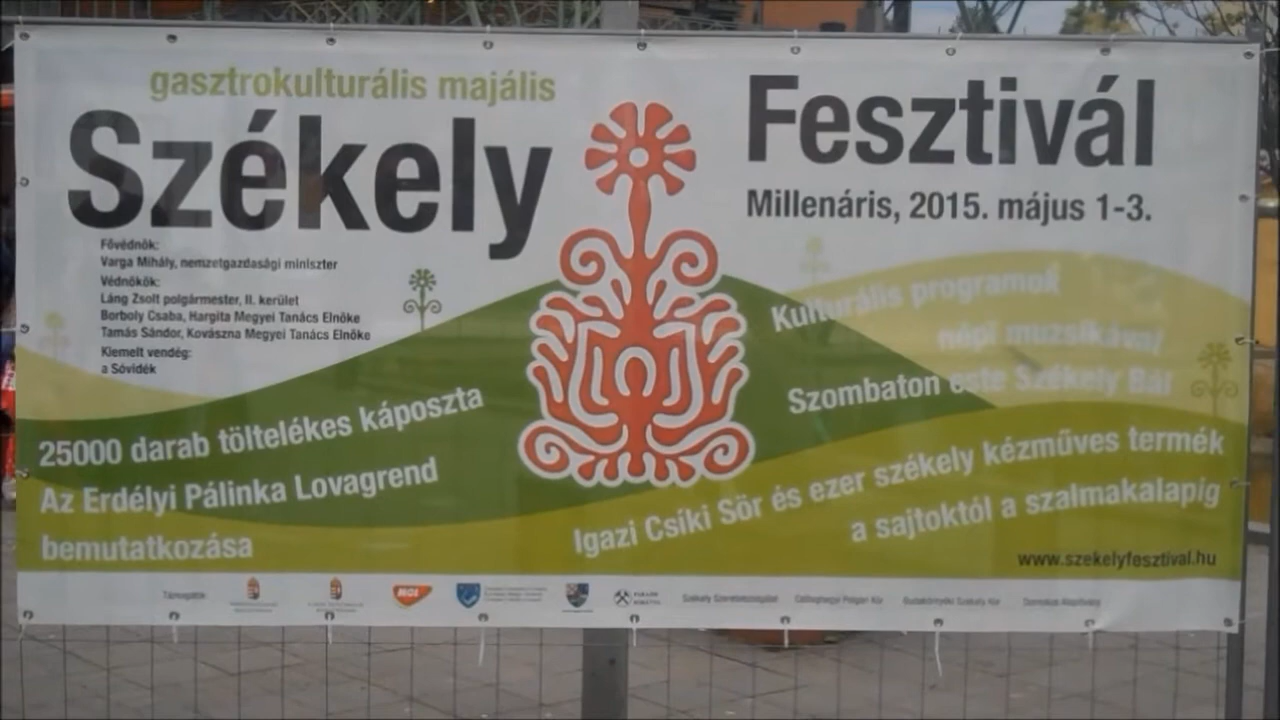 gasztrokulturális majális
Székely
Fesztivál
Millenáris, 2015. május 1-3.
Fővédnök:
Varga Mihály, nemzetgazdasági miniszter
Védnökök:
Láng Zsolt polgármester, II. kerület
Borboly Csaba, Hargita Megyei Tanács Elnöke
Tamás Sándor, Kovászna Megyei Tanács Elnöke
Kiemelt vendég:
a Sóvidék
25000 darab töltelékes káposzta
Az Erdélyi Pálinka Lovagrend
bemutatkozása
Kulturális programok
népi muzsikával
Szombaton este Székely Bál
Igazi Csíki Sör és ezer székely kézműves termék
a sajtoktól a szalmakalapig
www.szekelyfesztival.hu
Támogatók
MOL